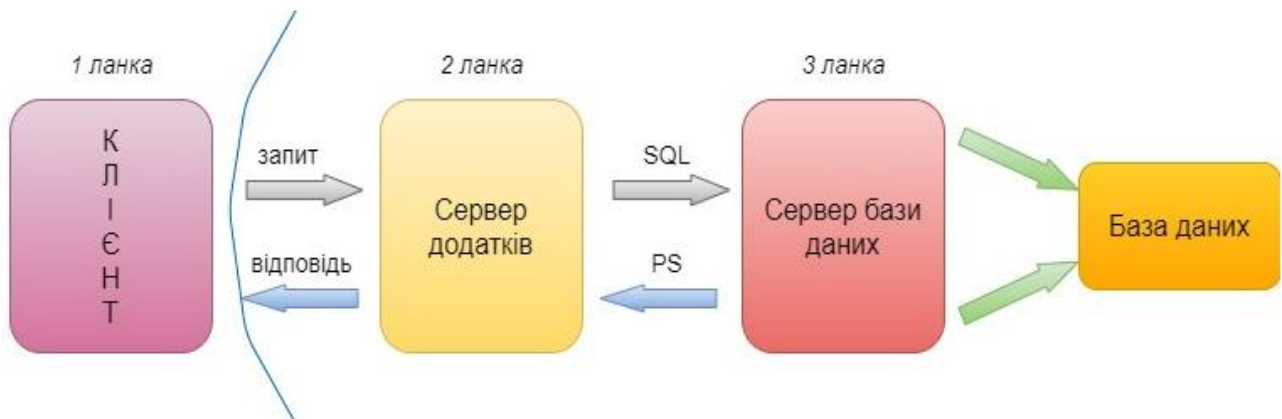 1 ланка
2 ланка
3 ланка
К
Л
І
Є
Н
Т
запит
відповідь
Сервер
додатків
SQL
PS
Сервер бази
даних
База даних